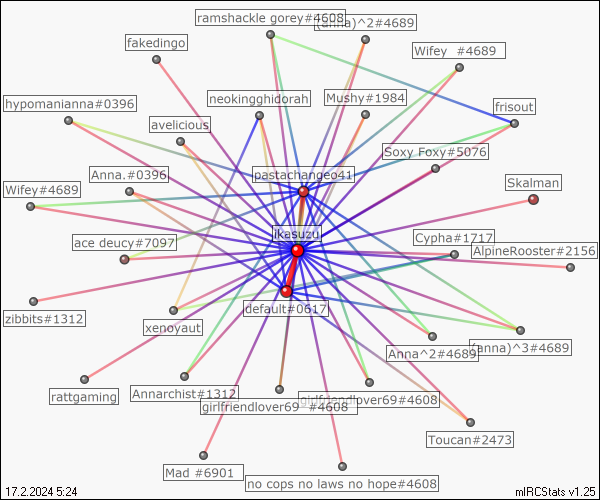 ramshackle gorey#4608
(anna)^2#4689
fakedingo
Wifey #4689
hypomanianna#0396
neokingghidorah
Mushy#1984
frisout
avelicious
Soxy Foxy#5076
Anna.#0396
pastachangeo41
Skalman
Wifey#4689
ikasuzu
ace deucy#7097
Cypha#1717
AlpineRooster#2156
default#0617
zibbits#1312
xenoyaut
Anna^2#4689
(anna)^3#4689
rattgaming
Annarchist#1312
girlfriendlover69 #4608
girlfriendlover69#4608
Toucan#2473
Mad #6901
no cops no laws no hope#4608
17.2.2024 5:24
mIRCStats v1.25